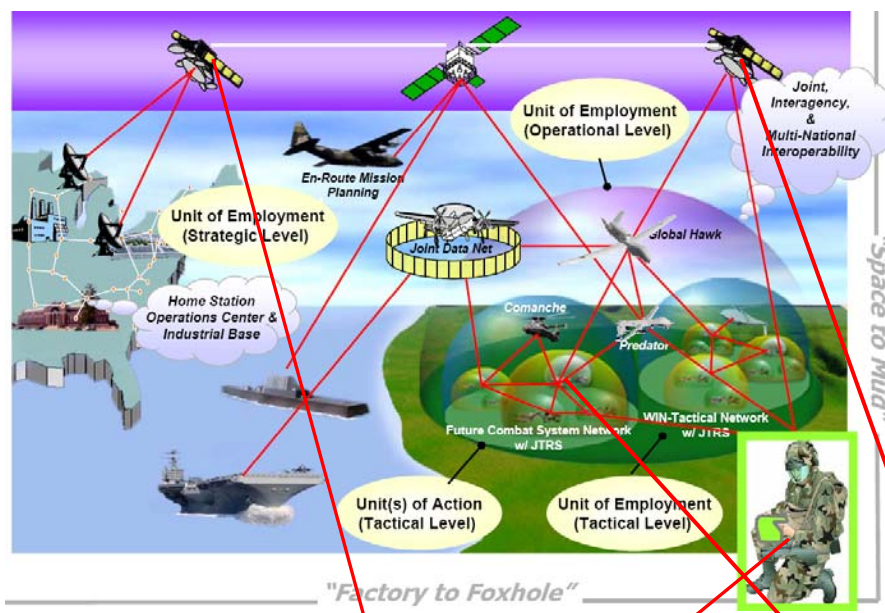 Joint,
Interagency,
&
Multi-National
Interoperability
Unit of Employment
(Operational Level)
En-Route Mission
Planning
Unit of Employment
(Strategic Level)
Joint Data Net
Global Hawk
Home Station
Operations Center &
Industrial Base
Comanche
Predator
Future Combat System Network
w/ JTRS
WIN-Tactical Network
w/ JTRS
Unit(s) of Action
(Tactical Level)
Unit of Employment
(Tactical Level)
"Space to Mud"
"Factory to Foxhole"